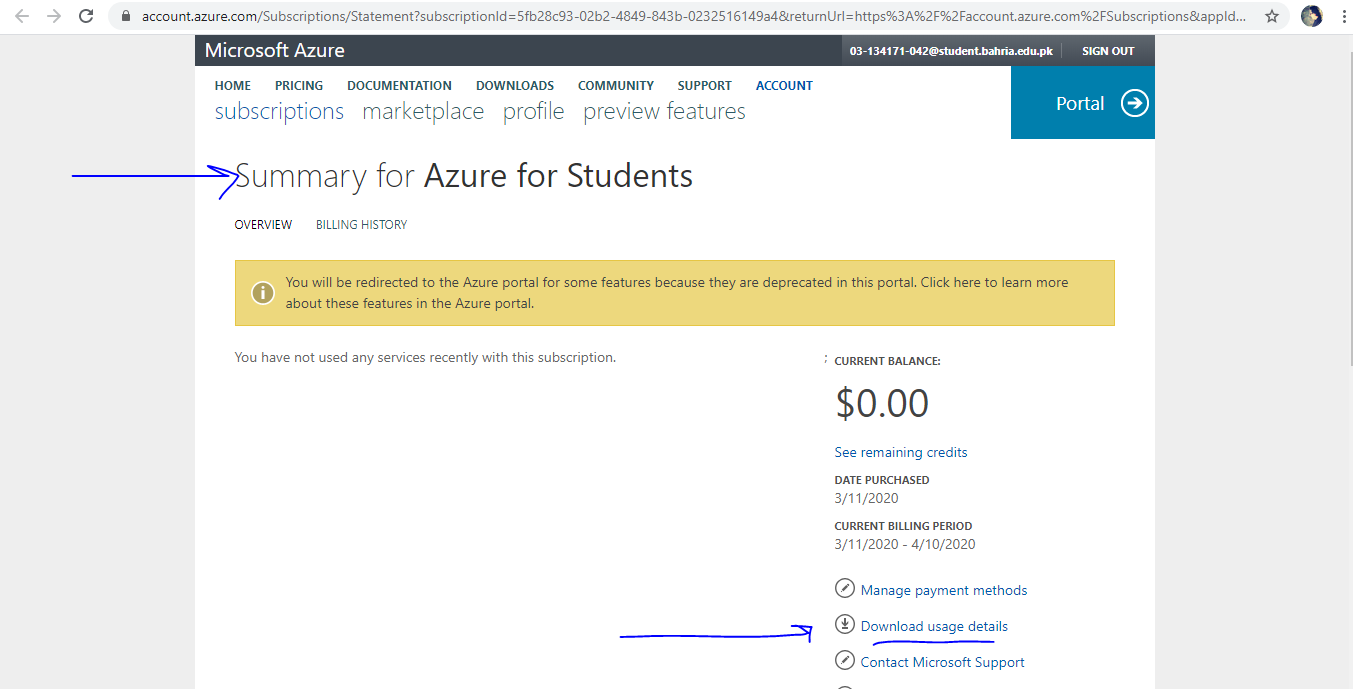 account.azure.com/Subscriptions/Statement?subscriptionId=5fb28c93-02b2-4849-843b-0232516149a4&returnUrl=https%3A%2F%2Faccount.azure.com%2FSubscriptions&appId...
Microsoft Azure
03-134171-042@student.bahria.edu.pk SIGN OUT
HOME PRICING DOCUMENTATION DOWNLOADS COMMUNITY SUPPORT ACCOUNT
subscriptions marketplace profile preview features
Portal
Summary for Azure for Students
OVERVIEW BILLING HISTORY
You will be redirected to the Azure portal for some features because they are deprecated in this portal. Click here to learn more
about these features in the Azure portal.
You have not used any services recently with this subscription.
; CURRENT BALANCE:
$0.00
See remaining credits
DATE PURCHASED
3/11/2020
CURRENT BILLING PERIOD
3/11/2020 - 4/10/2020
Manage payment methods
Download usage details
Contact Microsoft Support